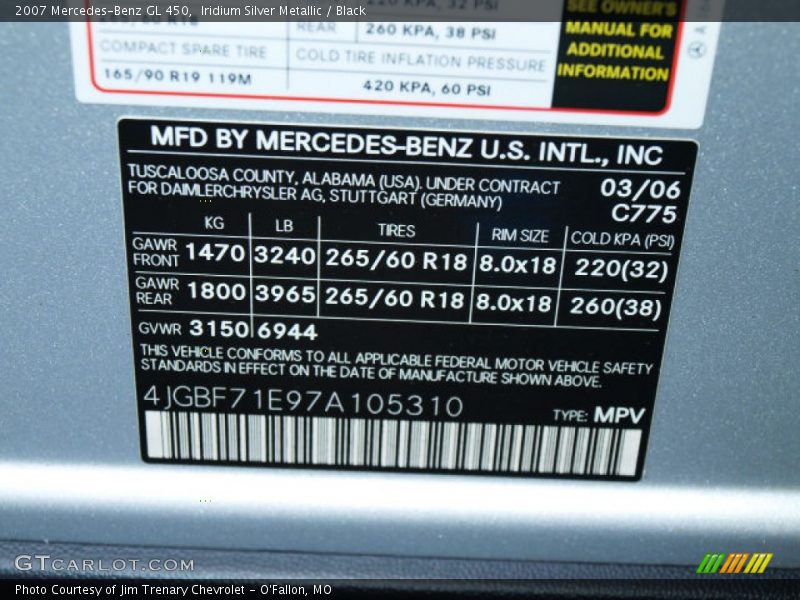 2007 Mercedes-Benz GL 450, Iridium Silver Metallic / Black
REAR 260 KPA, 38 PSI
COMPACT SPARE TIRE COLD TIRE INFLATION PRESSURE
165/90 R19 119M 420 KPA, 60 PSI
SEE OWNER'S
MANUAL FOR
ADDITIONAL
INFORMATION
MFD BY MERCEDES-BENZ U.S. INTL., INC
TUSCALOOSA COUNTY, ALABAMA (USA). UNDER CONTRACT
FOR DAIMLERCHRYSLER AG, STUTTGART (GERMANY)
03/06
C775
KG LB TIRES RIM SIZE COLD KPA (PSI)
GAWR FRONT 1470 3240 265/60 R18 8.0x18 220(32)
GAWR REAR 1800 3965 265/60 R18 8.0x18 260(38)
GVWR 3150 6944
THIS VEHICLE CONFORMS TO ALL APPLICABLE FEDERAL MOTOR VEHICLE SAFETY
STANDARDS IN EFFECT ON THE DATE OF MANUFACTURE SHOWN ABOVE.
4JGBF71E97A105310
TYPE: MPV
GTCARLOT.COM
Photo Courtesy of Jim Trenary Chevrolet - O'Fallon, MO